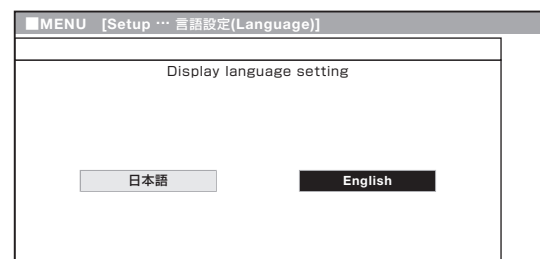 ■MENU [Setup … 言語設定(Language)]
Display language setting
日本語 English